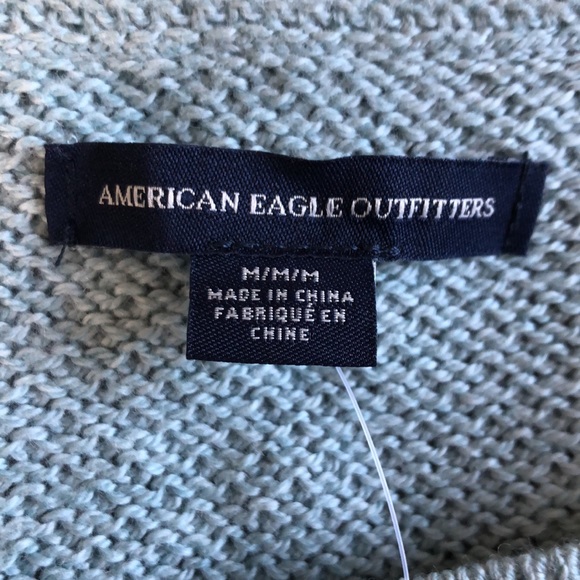 AMERICAN EAGLE OUTFITTERS
M/M/M
MADE IN CHINA
FABRIQUÉ EN
CHINE